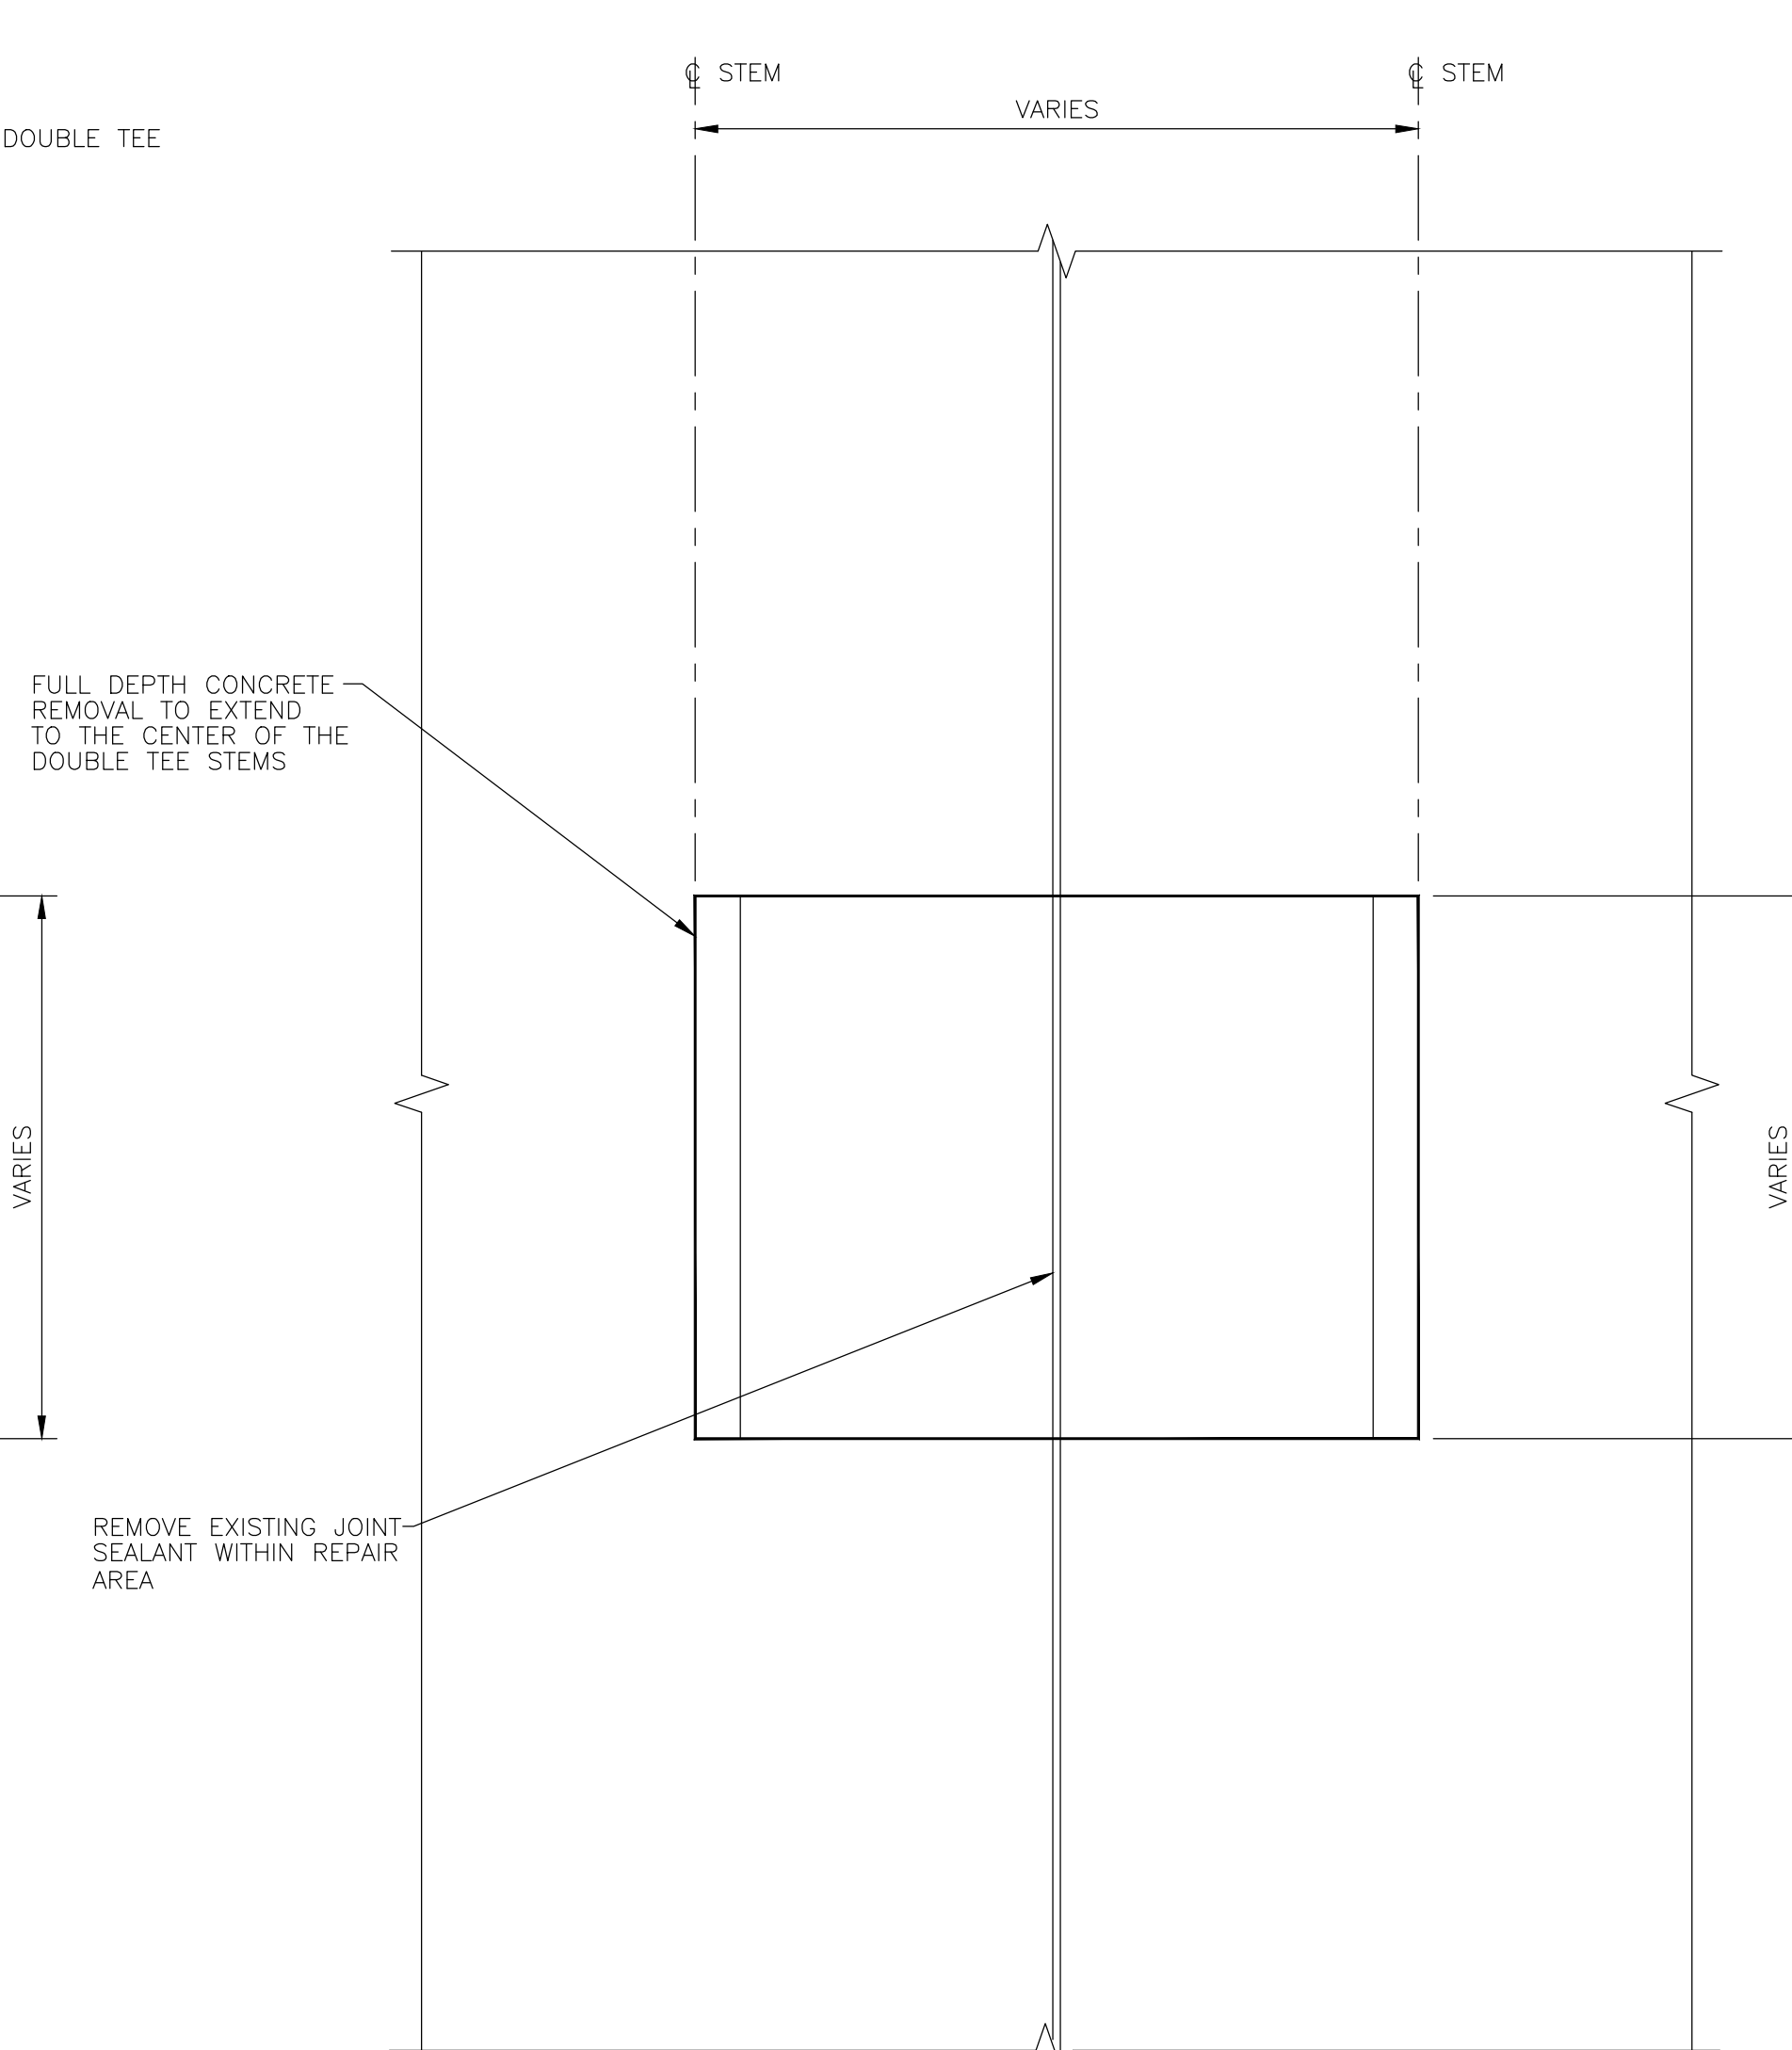 ℄ STEM
℄ STEM
VARIES
DOUBLE TEE
FULL DEPTH CONCRETE
REMOVAL TO EXTEND
TO THE CENTER OF THE
DOUBLE TEE STEMS
VARIES
VARIES
REMOVE EXISTING JOINT
SEALANT WITHIN REPAIR
AREA